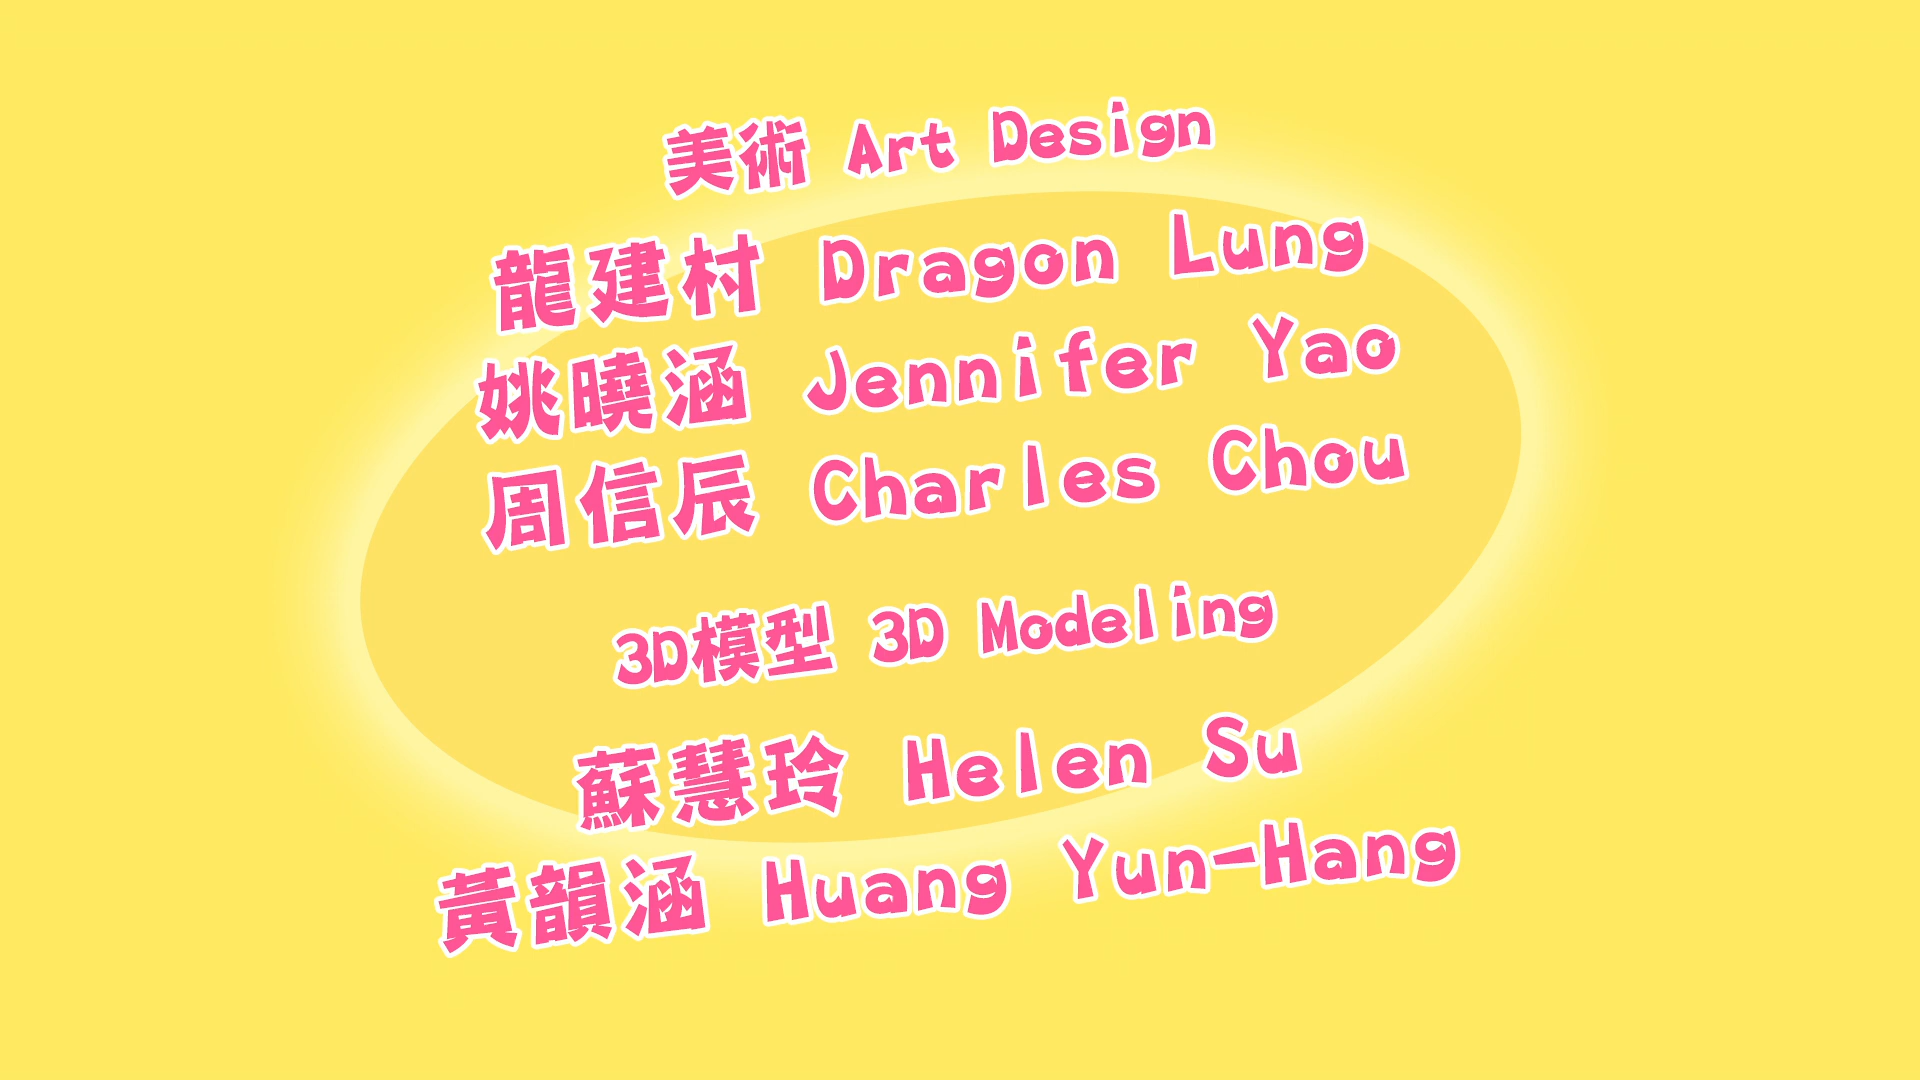 美術 Art Design
龍建村 Dragon Lung
姚曉涵 Jennifer Yao
周信辰 Charles Chou
3D模型 3D Modeling
蘇慧玲 Helen Su
黃韻涵 Huang Yun-Hang